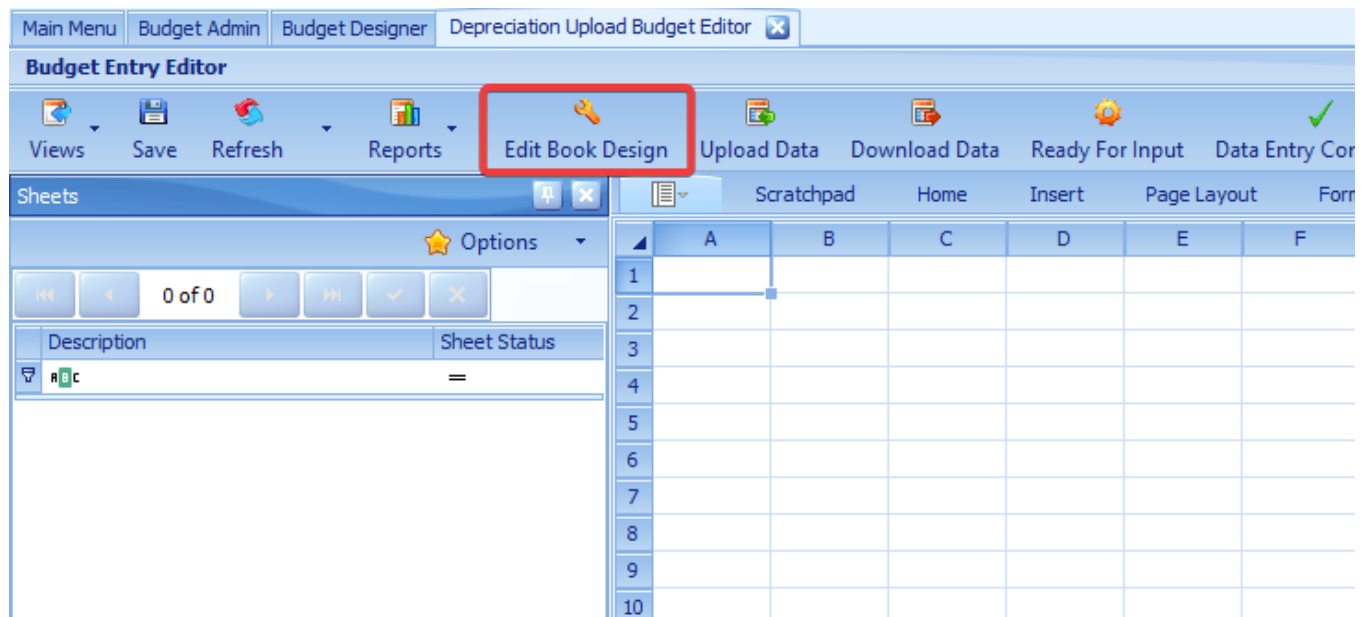 Main Menu Budget Admin Budget Designer Depreciation Upload Budget Editor
Budget Entry Editor
Views Save Refresh Reports Edit Book Design Upload Data Download Data Ready For Input Data Entry Cor
Sheets
Scratchpad Home Insert Page Layout Forr
Options
A B C D E F
0 of 0
Description Sheet Status
ABC =
1
2
3
4
5
6
7
8
9
10